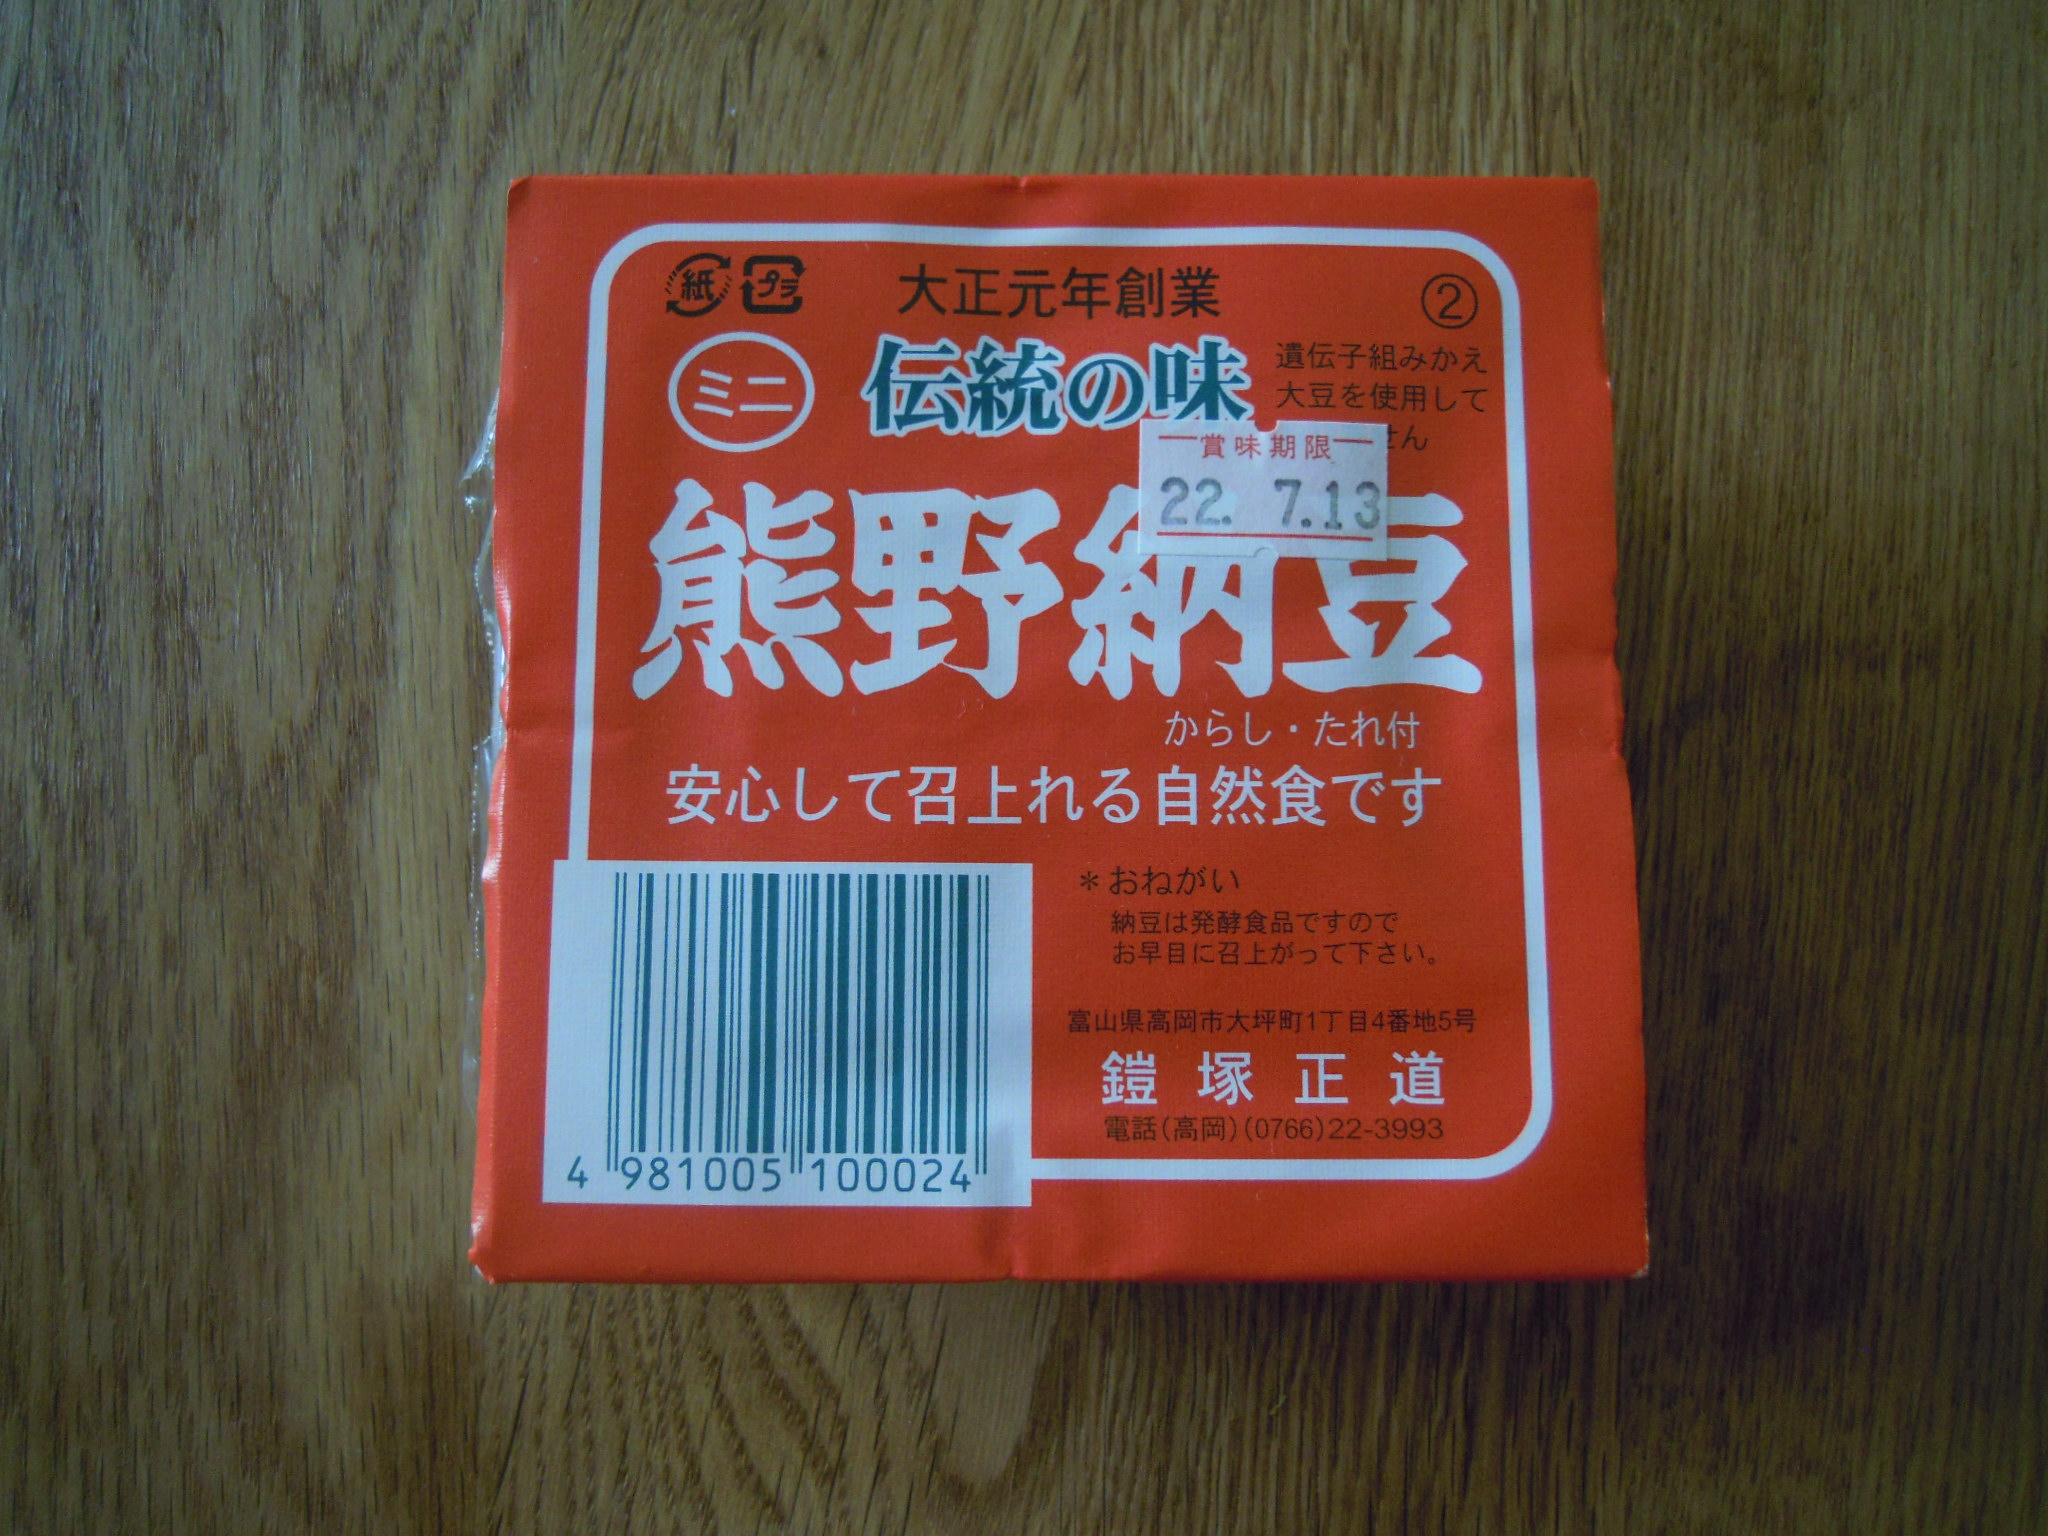 紙 プラ 大正元年創業 ②
ミニ 伝統の味
遺伝子組みかえ
大豆を使用して
せん
賞味期限
22. 7.13
熊野納豆
からし・たれ付
安心して召上れる自然食です
＊おねがい
納豆は発酵食品ですので
お早目に召上がって下さい。
富山県高岡市大坪町1丁目4番地5号
鎧塚正道
電話(高岡)(0766)22-3993
4 981005 100024